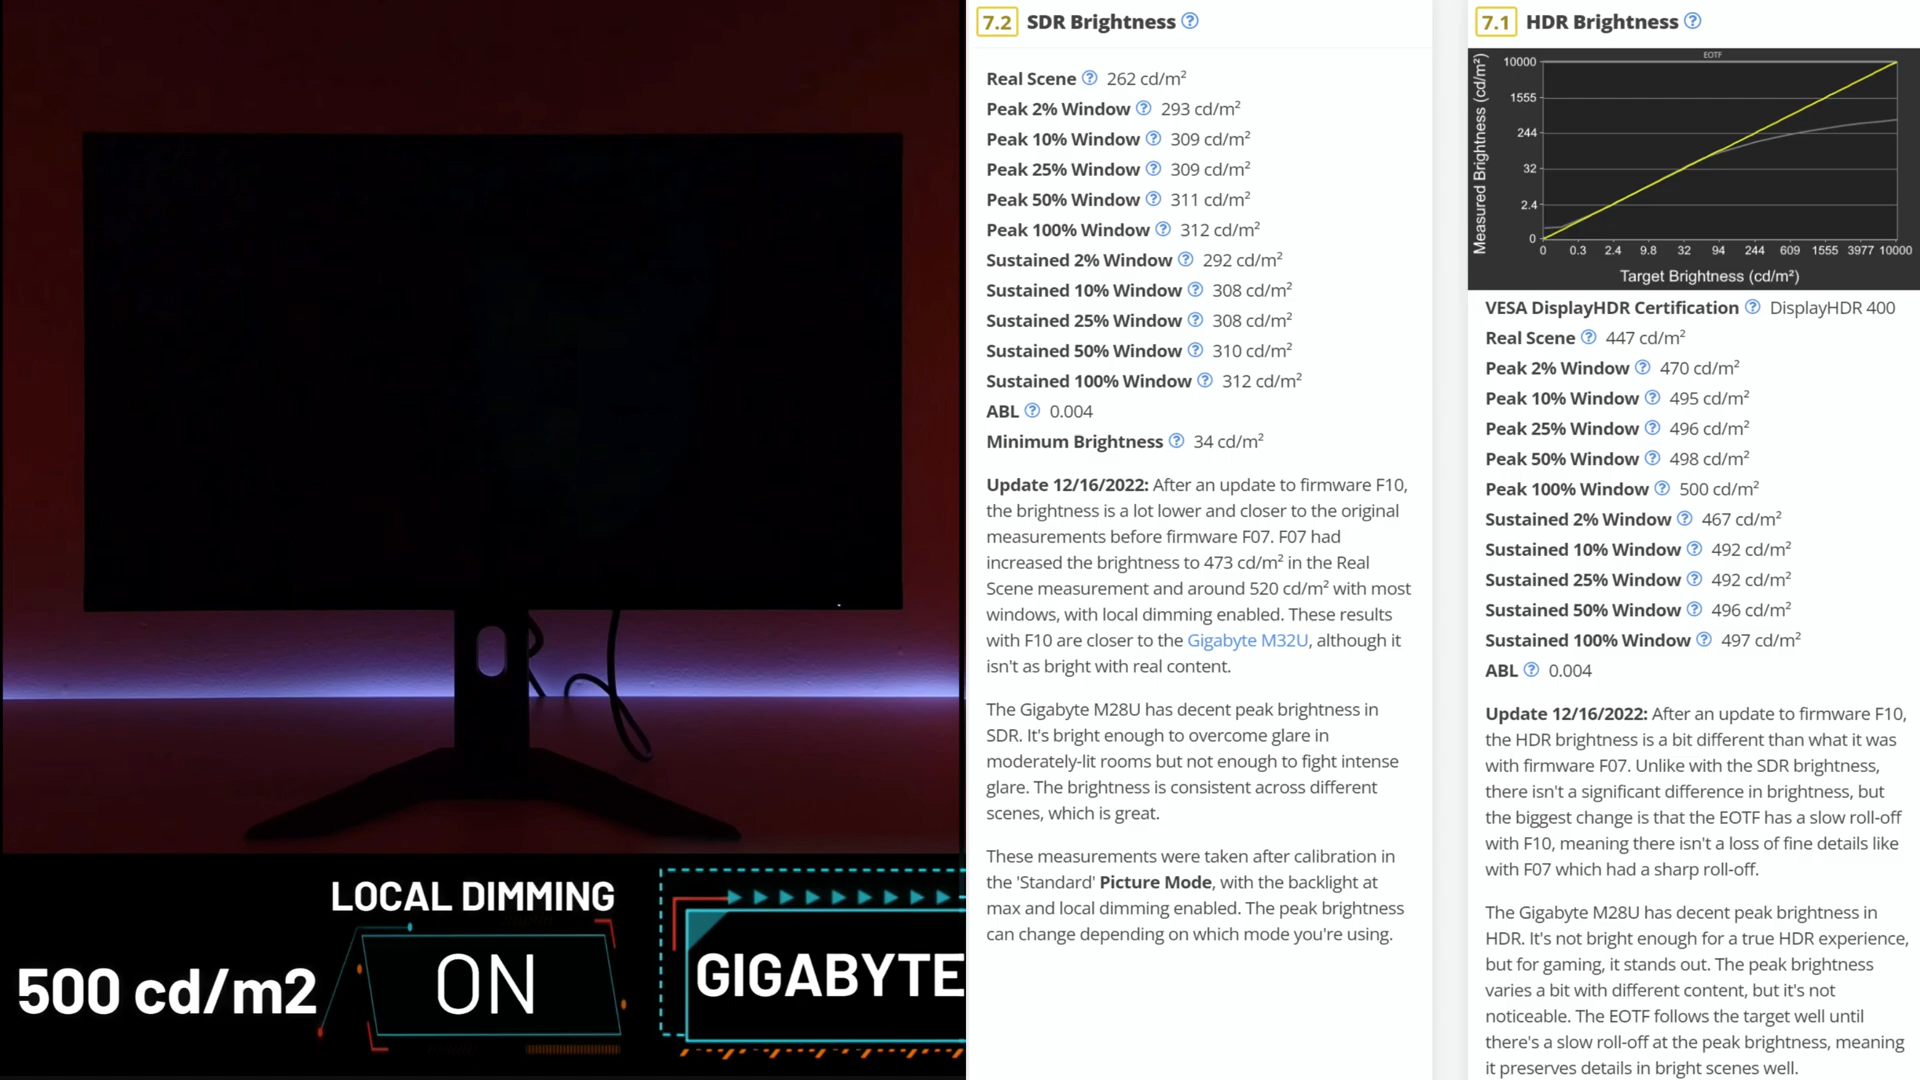 LOCAL DIMMING
500 cd/m2
ON
GIGABYTE
7.2 SDR Brightness ?
Real Scene ? 262 cd/m²
Peak 2% Window ? 293 cd/m²
Peak 10% Window ? 309 cd/m²
Peak 25% Window ? 309 cd/m²
Peak 50% Window ? 311 cd/m²
Peak 100% Window ? 312 cd/m²
Sustained 2% Window ? 292 cd/m²
Sustained 10% Window ? 308 cd/m²
Sustained 25% Window ? 308 cd/m²
Sustained 50% Window ? 310 cd/m²
Sustained 100% Window ? 312 cd/m²
ABL ? 0.004
Minimum Brightness ? 34 cd/m²
Update 12/16/2022: After an update to firmware F10,
the brightness is a lot lower and closer to the original
measurements before firmware F07. F07 had
increased the brightness to 473 cd/m² in the Real
Scene measurement and around 520 cd/m² with most
windows, with local dimming enabled. These results
with F10 are closer to the Gigabyte M32U, although it
isn't as bright with real content.
The Gigabyte M28U has decent peak brightness in
SDR. It's bright enough to overcome glare in
moderately-lit rooms but not enough to fight intense
glare. The brightness is consistent across different
scenes, which is great.
These measurements were taken after calibration in
the 'Standard' Picture Mode, with the backlight at
max and local dimming enabled. The peak brightness
can change depending on which mode you're using.
7.1 HDR Brightness ?
EOTF
Measured Brightness (cd/m²)
10000
1555
244
32
2.4
0
0 0.3 2.4 9.8 32 94 244 609 1555 3977 10000
Target Brightness (cd/m²)
VESA DisplayHDR Certification ? DisplayHDR 400
Real Scene ? 447 cd/m²
Peak 2% Window ? 470 cd/m²
Peak 10% Window ? 495 cd/m²
Peak 25% Window ? 496 cd/m²
Peak 50% Window ? 498 cd/m²
Peak 100% Window ? 500 cd/m²
Sustained 2% Window ? 467 cd/m²
Sustained 10% Window ? 492 cd/m²
Sustained 25% Window ? 492 cd/m²
Sustained 50% Window ? 496 cd/m²
Sustained 100% Window ? 497 cd/m²
ABL ? 0.004
Update 12/16/2022: After an update to firmware F10,
the HDR brightness is a bit different than what it was
with firmware F07. Unlike with the SDR brightness,
there isn't a significant difference in brightness, but
the biggest change is that the EOTF has a slow roll-off
with F10, meaning there isn't a loss of fine details like
with F07 which had a sharp roll-off.
The Gigabyte M28U has decent peak brightness in
HDR. It's not bright enough for a true HDR experience,
but for gaming, it stands out. The peak brightness
varies a bit with different content, but it's not
noticeable. The EOTF follows the target well until
there's a slow roll-off at the peak brightness, meaning
it preserves details in bright scenes well.